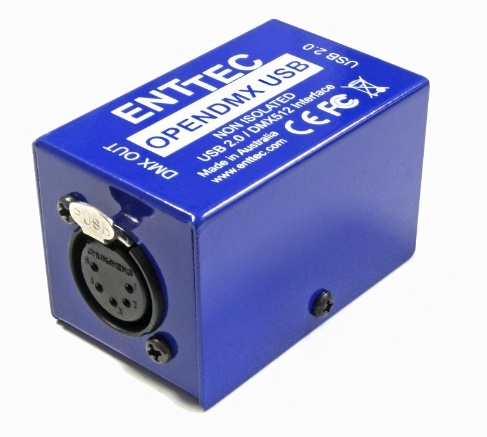 ENTTEC
OPENDMX USB
NON ISOLATED
USB 2.0 / DMX512 Interface
Made in Australia
www.enttec.com
CE FC
DMX OUT
USB 2.0
PUSH